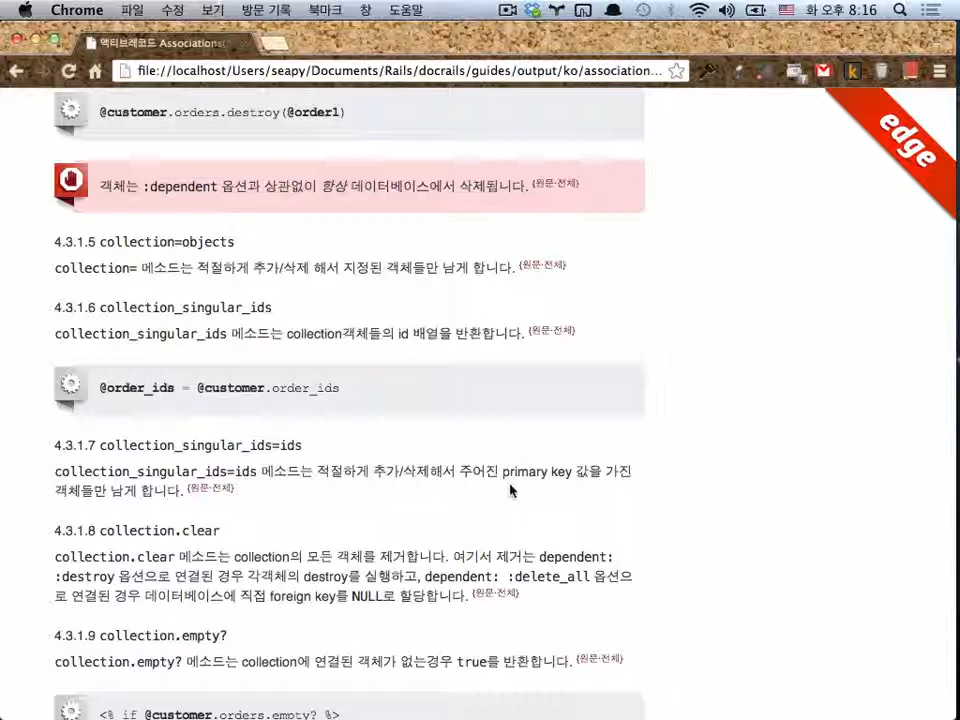 Chrome 파일 수정 보기 방문 기록 북마크 창 도움말 화 오후 8:16
액티브레코드 Associations
file://localhost/Users/seapy/Documents/Rails/docrails/guides/output/ko/association...
edge
@customer.orders.destroy(@order1)
객체는 :dependent 옵션과 상관없이 항상 데이터베이스에서 삭제됩니다. {원문·전체}
4.3.1.5 collection=objects
collection= 메소드는 적절하게 추가/삭제 해서 지정된 객체들만 남게 합니다. {원문·전체}
4.3.1.6 collection_singular_ids
collection_singular_ids 메소드는 collection객체들의 id 배열을 반환합니다. {원문·전체}
@order_ids = @customer.order_ids
4.3.1.7 collection_singular_ids=ids
collection_singular_ids=ids 메소드는 적절하게 추가/삭제해서 주어진 primary key 값을 가진
객체들만 남게 합니다. {원문·전체}
4.3.1.8 collection.clear
collection.clear 메소드는 collection의 모든 객체를 제거합니다. 여기서 제거는 dependent:
:destroy 옵션으로 연결된 경우 각객체의 destroy를 실행하고, dependent: :delete_all 옵션으
로 연결된 경우 데이터베이스에 직접 foreign key를 NULL로 할당합니다. {원문·전체}
4.3.1.9 collection.empty?
collection.empty? 메소드는 collection에 연결된 객체가 없는경우 true를 반환합니다. {원문·전체}
<% if @customer.orders.empty? %>